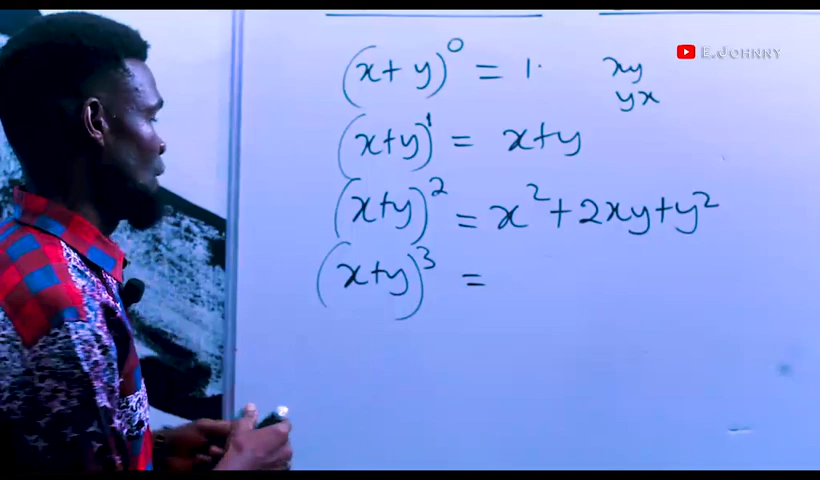 (x+y)⁰ = 1.
xy
yx
E.JOHNNY
(x+y)¹ = x+y
(x+y)² = x²+2xy+y²
(x+y)³ =